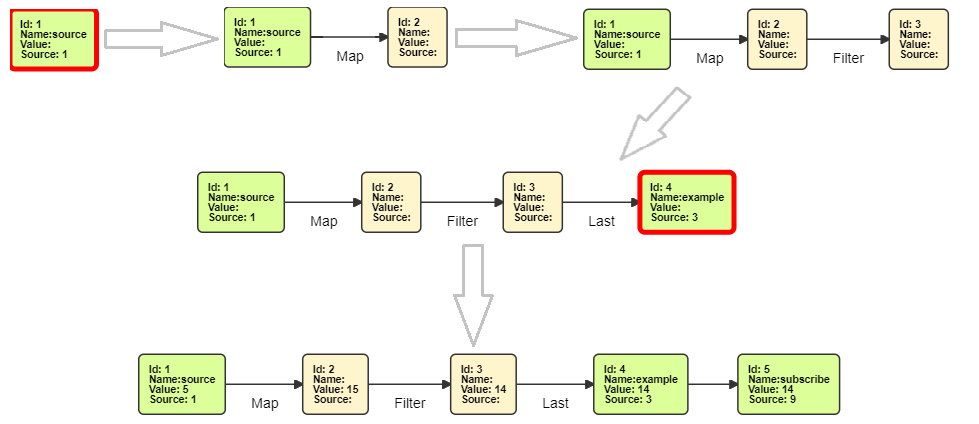 Id: 1
Name:source
Value:
Source: 1
Id: 1
Name:source
Value:
Source: 1
Map
Id: 2
Name:
Value:
Source:
Id: 1
Name:source
Value:
Source: 1
Map
Id: 2
Name:
Value:
Source:
Filter
Id: 3
Name:
Value:
Source:
Id: 1
Name:source
Value:
Source: 1
Map
Id: 2
Name:
Value:
Source:
Filter
Id: 3
Name:
Value:
Source:
Last
Id: 4
Name:example
Value:
Source: 3
Id: 1
Name:source
Value: 5
Source: 1
Map
Id: 2
Name:
Value: 15
Source:
Filter
Id: 3
Name:
Value: 14
Source:
Last
Id: 4
Name:example
Value: 14
Source: 3
Id: 5
Name:subscribe
Value: 14
Source: 9